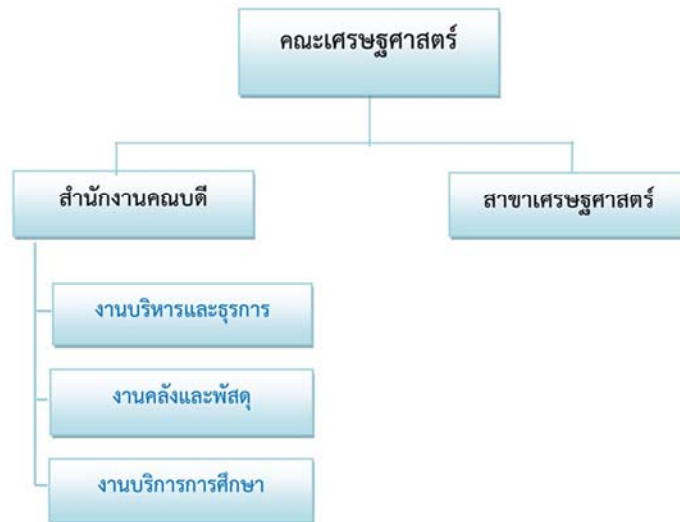 คณะเศรษฐศาสตร์
สำนักงานคณบดี
สาขาเศรษฐศาสตร์
งานบริหารและธุรการ
งานคลังและพัสดุ
งานบริการการศึกษา